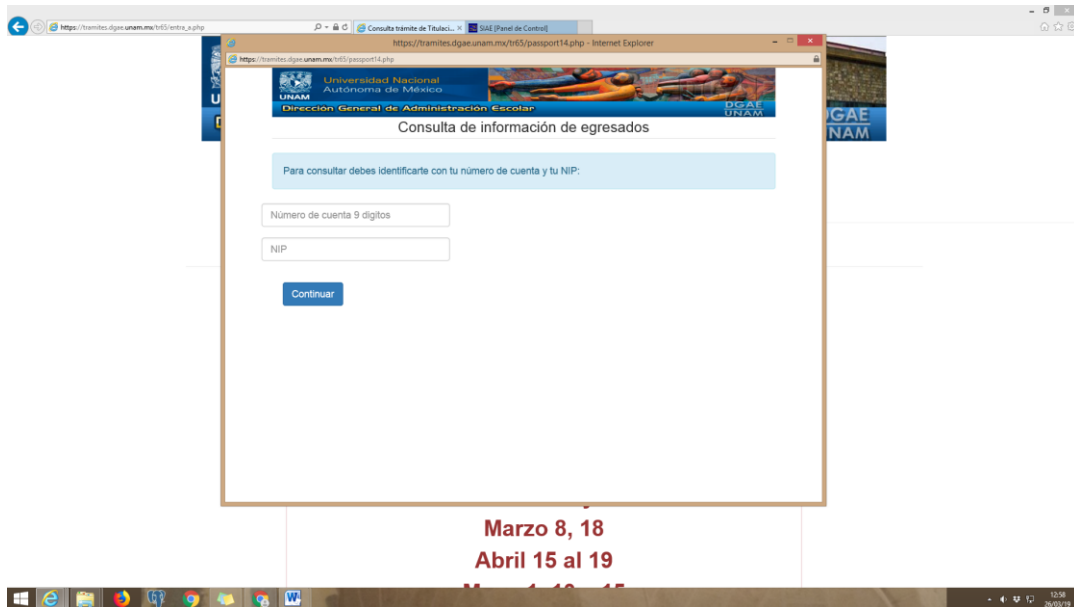 https://tramites.dgae.unam.mx/tr65/entra_a.php
Consulta trámite de Titulaci...
SIAE [Panel de Control]
https://tramites.dgae.unam.mx/tr65/passport14.php - Internet Explorer
https://tramites.dgae.unam.mx/tr65/passport14.php
UNAM
Universidad Nacional
Autónoma de México
Dirección General de Administración Escolar
DGAE
UNAM
Consulta de información de egresados
Para consultar debes identificarte con tu número de cuenta y tu NIP:
Número de cuenta 9 digitos
NIP
Continuar
Marzo 8, 18
Abril 15 al 19
12:58
26/03/19